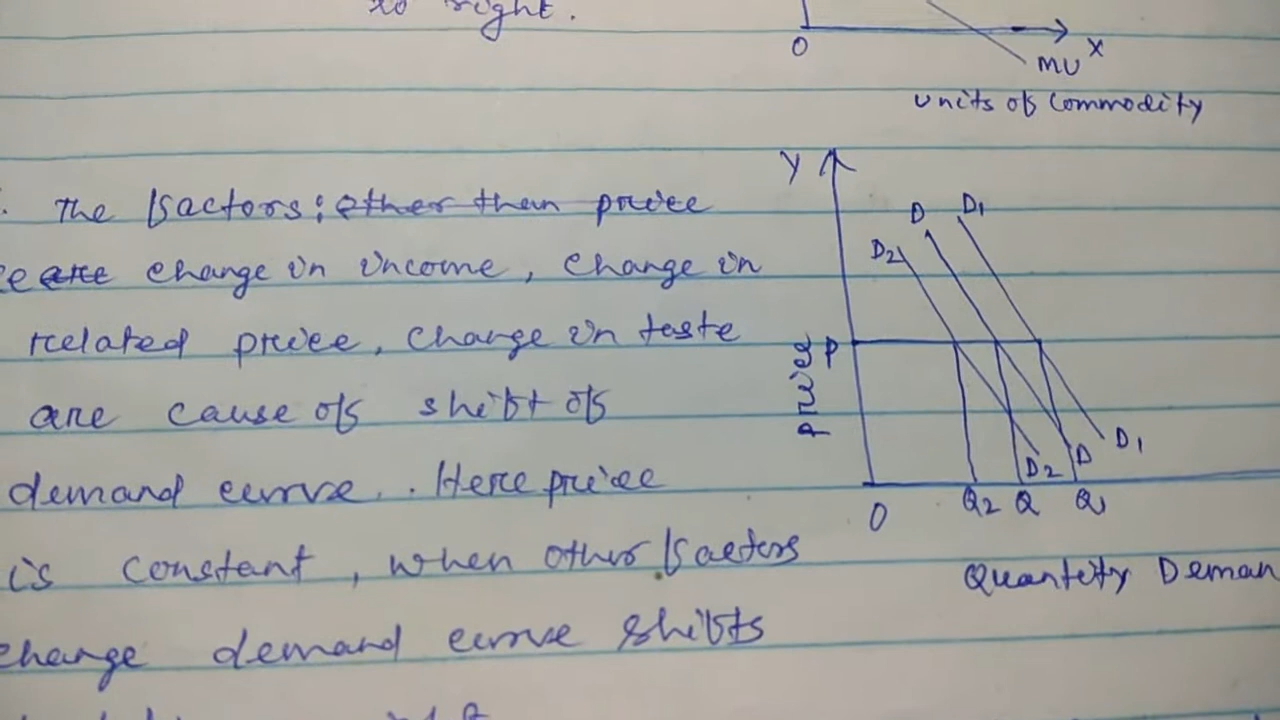 to right.
O
X
MU
units of commodity
Y
D D1
D2
. The factors: other than price
e are change in income, change in
related price, change in taste
are cause of shift of
demand curve. . Here price
is constant, when other factors
change demand curve shifts
Price
P
D2 D D1
O
Q2 Q Q1
Quantity Deman